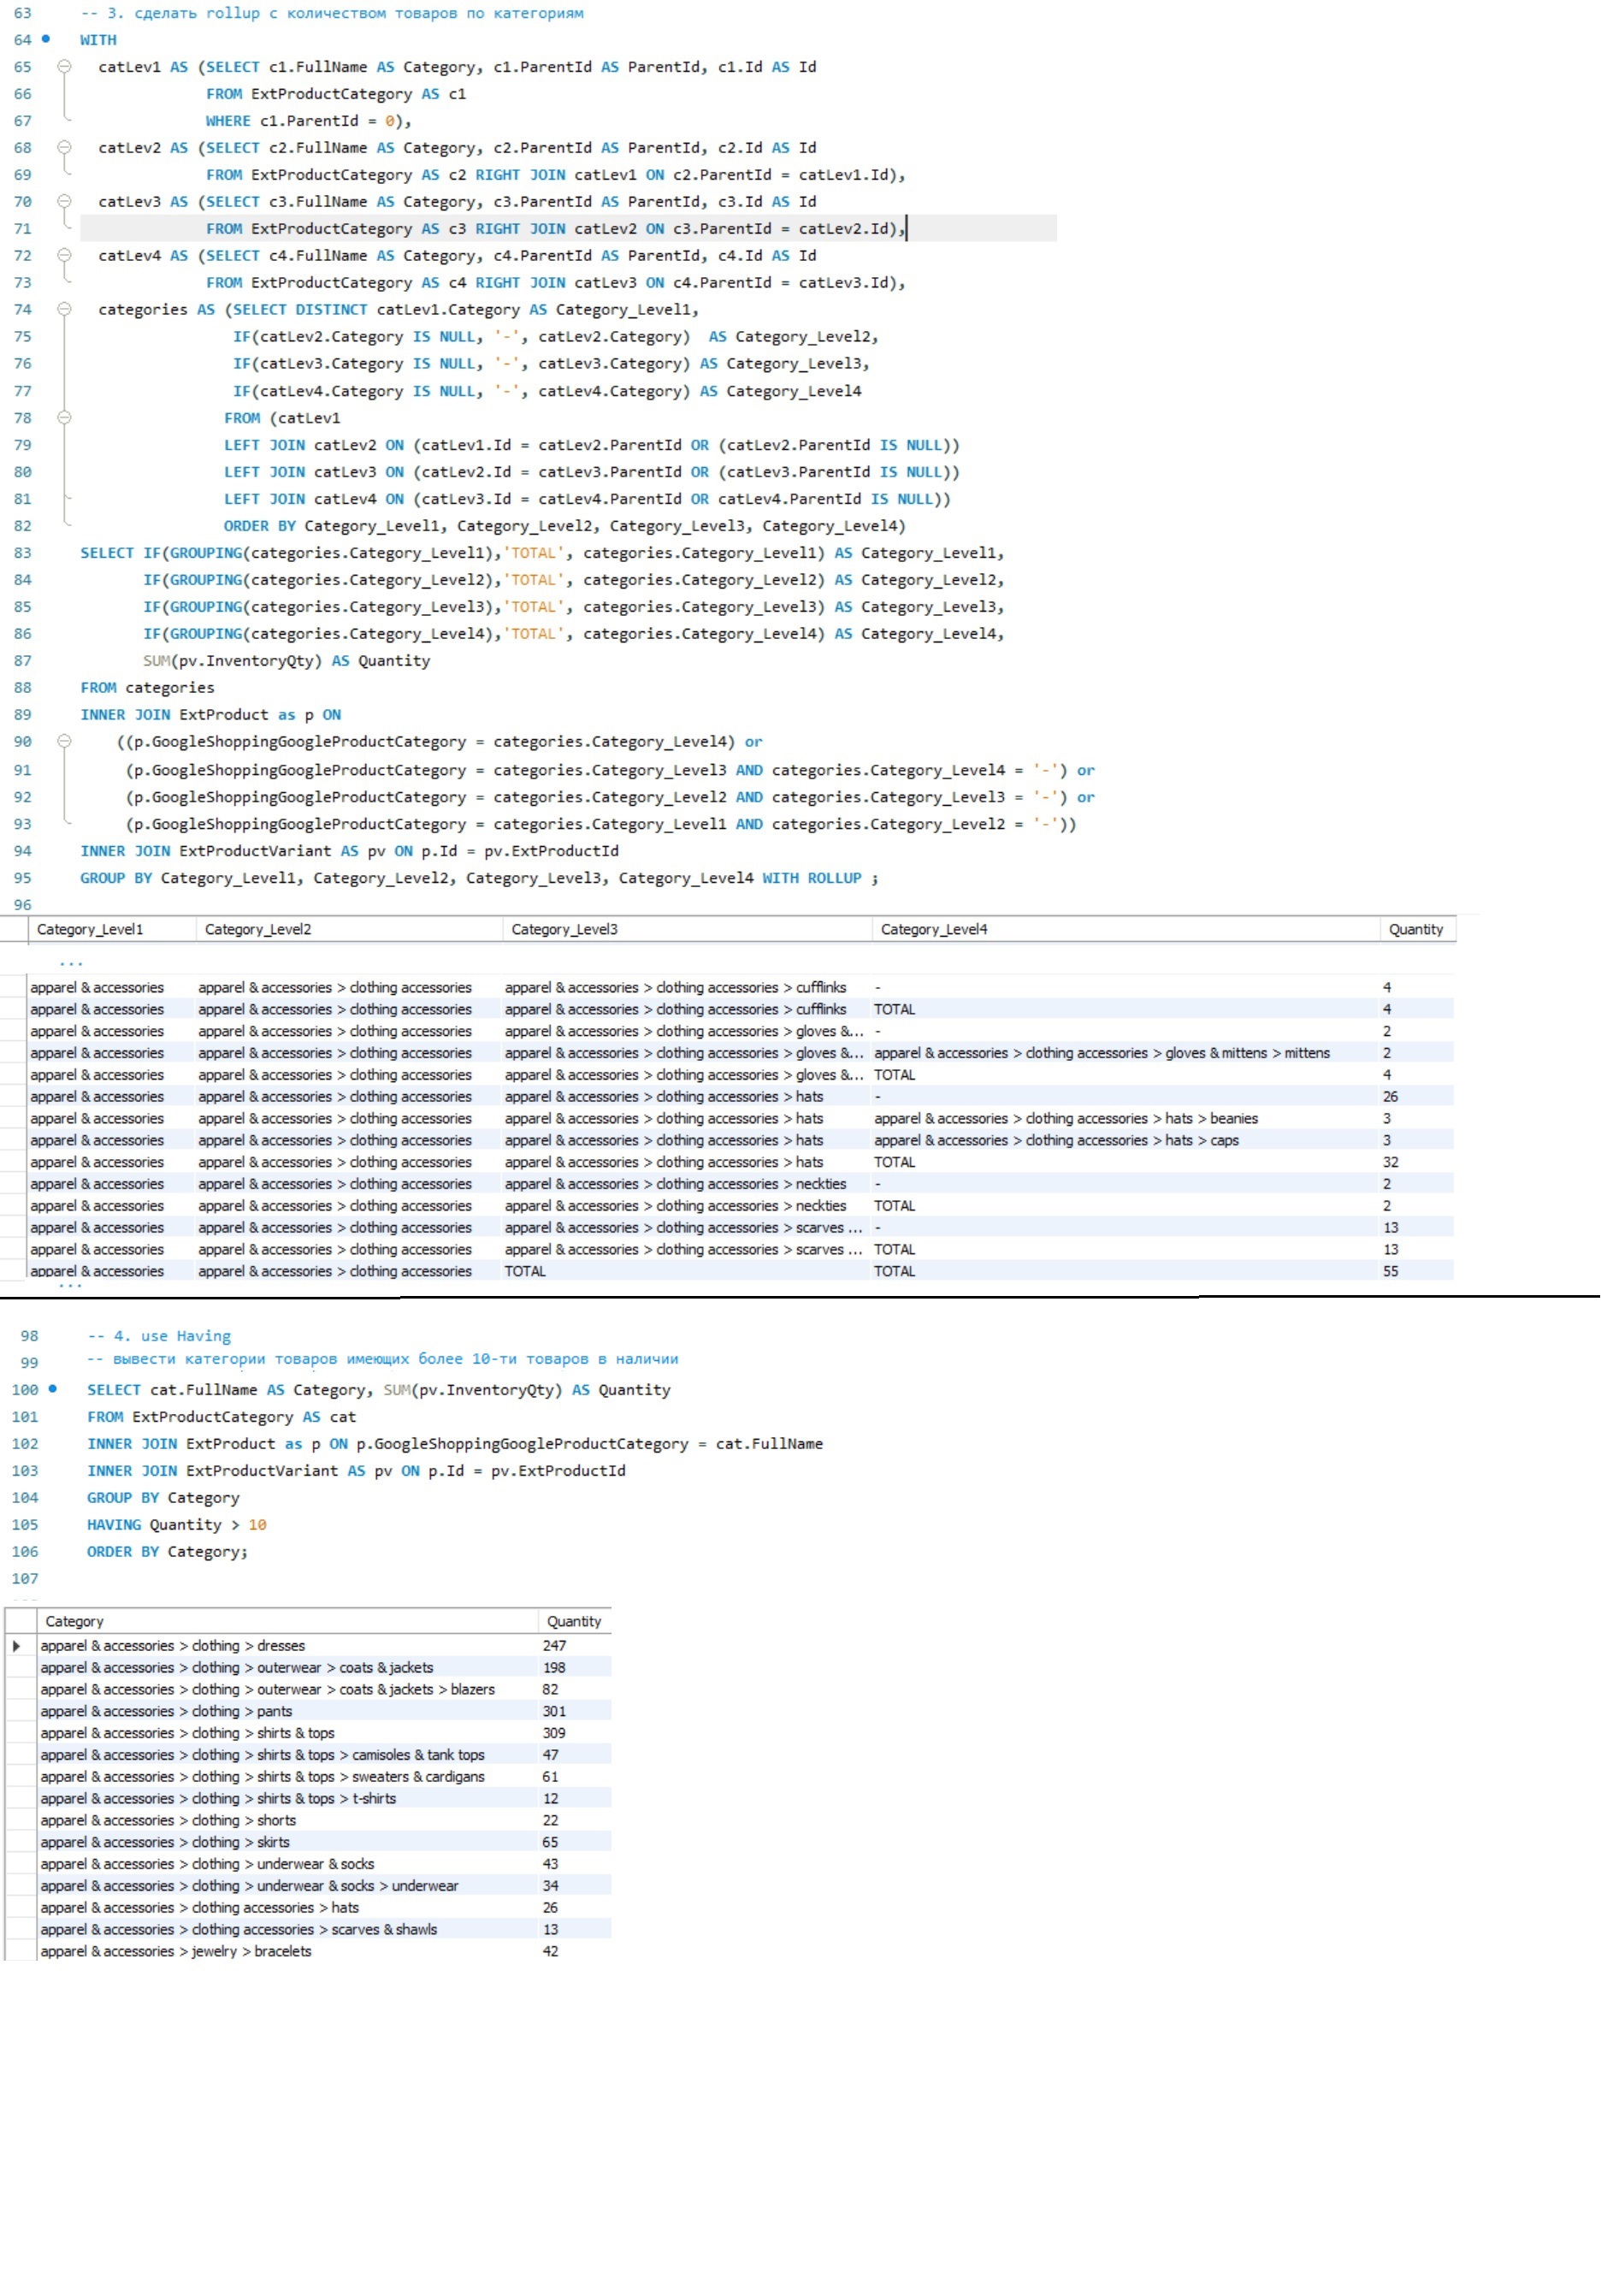 63 -- 3. сделать rollup с количеством товаров по категориям
64 WITH
65 catLev1 AS (SELECT c1.FullName AS Category, c1.ParentId AS ParentId, c1.Id AS Id
66 FROM ExtProductCategory AS c1
67 WHERE c1.ParentId = 0),
68 catLev2 AS (SELECT c2.FullName AS Category, c2.ParentId AS ParentId, c2.Id AS Id
69 FROM ExtProductCategory AS c2 RIGHT JOIN catLev1 ON c2.ParentId = catLev1.Id),
70 catLev3 AS (SELECT c3.FullName AS Category, c3.ParentId AS ParentId, c3.Id AS Id
71 FROM ExtProductCategory AS c3 RIGHT JOIN catLev2 ON c3.ParentId = catLev2.Id),
72 catLev4 AS (SELECT c4.FullName AS Category, c4.ParentId AS ParentId, c4.Id AS Id
73 FROM ExtProductCategory AS c4 RIGHT JOIN catLev3 ON c4.ParentId = catLev3.Id),
74 categories AS (SELECT DISTINCT catLev1.Category AS Category_Level1,
75 IF(catLev2.Category IS NULL, '-', catLev2.Category)  AS Category_Level2,
76 IF(catLev3.Category IS NULL, '-', catLev3.Category) AS Category_Level3,
77 IF(catLev4.Category IS NULL, '-', catLev4.Category) AS Category_Level4
78 FROM (catLev1
79 LEFT JOIN catLev2 ON (catLev1.Id = catLev2.ParentId OR (catLev2.ParentId IS NULL))
80 LEFT JOIN catLev3 ON (catLev2.Id = catLev3.ParentId OR (catLev3.ParentId IS NULL))
81 LEFT JOIN catLev4 ON (catLev3.Id = catLev4.ParentId OR catLev4.ParentId IS NULL))
82 ORDER BY Category_Level1, Category_Level2, Category_Level3, Category_Level4)
83 SELECT IF(GROUPING(categories.Category_Level1),'TOTAL', categories.Category_Level1) AS Category_Level1,
84 IF(GROUPING(categories.Category_Level2),'TOTAL', categories.Category_Level2) AS Category_Level2,
85 IF(GROUPING(categories.Category_Level3),'TOTAL', categories.Category_Level3) AS Category_Level3,
86 IF(GROUPING(categories.Category_Level4),'TOTAL', categories.Category_Level4) AS Category_Level4,
87 SUM(pv.InventoryQty) AS Quantity
88 FROM categories
89 INNER JOIN ExtProduct as p ON
90 ((p.GoogleShoppingGoogleProductCategory = categories.Category_Level4) or
91 (p.GoogleShoppingGoogleProductCategory = categories.Category_Level3 AND categories.Category_Level4 = '-') or
92 (p.GoogleShoppingGoogleProductCategory = categories.Category_Level2 AND categories.Category_Level3 = '-') or
93 (p.GoogleShoppingGoogleProductCategory = categories.Category_Level1 AND categories.Category_Level2 = '-'))
94 INNER JOIN ExtProductVariant AS pv ON p.Id = pv.ExtProductId
95 GROUP BY Category_Level1, Category_Level2, Category_Level3, Category_Level4 WITH ROLLUP ;
96
Category_Level1 Category_Level2 Category_Level3 Category_Level4 Quantity
...
apparel & accessories apparel & accessories > clothing accessories apparel & accessories > clothing accessories > cufflinks - 4
apparel & accessories apparel & accessories > clothing accessories apparel & accessories > clothing accessories > cufflinks TOTAL 4
apparel & accessories apparel & accessories > clothing accessories apparel & accessories > clothing accessories > gloves &... - 2
apparel & accessories apparel & accessories > clothing accessories apparel & accessories > clothing accessories > gloves &... apparel & accessories > clothing accessories > gloves & mittens > mittens 2
apparel & accessories apparel & accessories > clothing accessories apparel & accessories > clothing accessories > gloves &... TOTAL 4
apparel & accessories apparel & accessories > clothing accessories apparel & accessories > clothing accessories > hats - 26
apparel & accessories apparel & accessories > clothing accessories apparel & accessories > clothing accessories > hats apparel & accessories > clothing accessories > hats > beanies 3
apparel & accessories apparel & accessories > clothing accessories apparel & accessories > clothing accessories > hats apparel & accessories > clothing accessories > hats > caps 3
apparel & accessories apparel & accessories > clothing accessories apparel & accessories > clothing accessories > hats TOTAL 32
apparel & accessories apparel & accessories > clothing accessories apparel & accessories > clothing accessories > neckties - 2
apparel & accessories apparel & accessories > clothing accessories apparel & accessories > clothing accessories > neckties TOTAL 2
apparel & accessories apparel & accessories > clothing accessories apparel & accessories > clothing accessories > scarves ... - 13
apparel & accessories apparel & accessories > clothing accessories apparel & accessories > clothing accessories > scarves ... TOTAL 13
apparel & accessories apparel & accessories > clothing accessories TOTAL TOTAL 55
...
98 -- 4. use Having
99 -- вывести категории товаров имеющих более 10-ти товаров в наличии
100 SELECT cat.FullName AS Category, SUM(pv.InventoryQty) AS Quantity
101 FROM ExtProductCategory AS cat
102 INNER JOIN ExtProduct as p ON p.GoogleShoppingGoogleProductCategory = cat.FullName
103 INNER JOIN ExtProductVariant AS pv ON p.Id = pv.ExtProductId
104 GROUP BY Category
105 HAVING Quantity > 10
106 ORDER BY Category;
107
Category Quantity
apparel & accessories > clothing > dresses 247
apparel & accessories > clothing > outerwear > coats & jackets 198
apparel & accessories > clothing > outerwear > coats & jackets > blazers 82
apparel & accessories > clothing > pants 301
apparel & accessories > clothing > shirts & tops 309
apparel & accessories > clothing > shirts & tops > camisoles & tank tops 47
apparel & accessories > clothing > shirts & tops > sweaters & cardigans 61
apparel & accessories > clothing > shirts & tops > t-shirts 12
apparel & accessories > clothing > shorts 22
apparel & accessories > clothing > skirts 65
apparel & accessories > clothing > underwear & socks 43
apparel & accessories > clothing > underwear & socks > underwear 34
apparel & accessories > clothing accessories > hats 26
apparel & accessories > clothing accessories > scarves & shawls 13
apparel & accessories > jewelry > bracelets 42